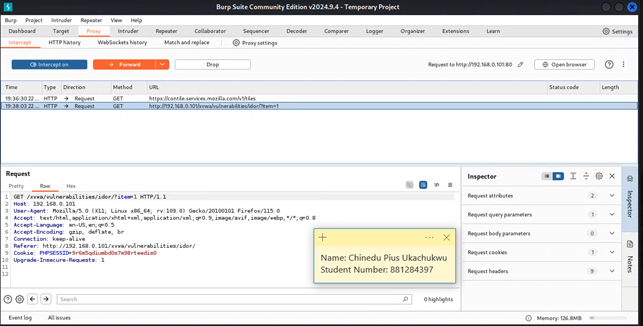 Burp Suite Community Edition v2024.9.4 - Temporary Project
Burp Project Intruder Repeater View Help
Dashboard Target Proxy Intruder Repeater Collaborator Sequencer Decoder Comparer Logger Organizer Extensions Learn Settings
Intercept HTTP history WebSockets history Match and replace Proxy settings
Intercept on Forward Drop Request to http://192.168.0.101:80 Open browser
Time Type Direction Method URL Status code Length
19:36:30 22 ... HTTP → Request GET https://contile.services.mozilla.com/v1/tiles
19:38:03 22 ... HTTP → Request GET http://192.168.0.101/xvwa/vulnerabilities/idor/?item=1
Request Inspector
Pretty Raw Hex
Request attributes 2
Request query parameters 1
Request body parameters 0
Request cookies 1
Request headers 9
1 GET /xvwa/vulnerabilities/idor/?item=1 HTTP/1.1
2 Host: 192.168.0.101
3 User-Agent: Mozilla/5.0 (X11; Linux x86_64; rv:109.0) Gecko/20100101 Firefox/115.0
4 Accept: text/html,application/xhtml+xml,application/xml;q=0.9,image/avif,image/webp,*/*;q=0.8
5 Accept-Language: en-US,en;q=0.5
6 Accept-Encoding: gzip, deflate, br
7 Connection: keep-alive
8 Referer: http://192.168.0.101/xvwa/vulnerabilities/idor/
9 Cookie: PHPSESSID=
10 Upgrade-Insecure-Requests: 1
11
12
Name: Chinedu Pius Ukachukwu
Student Number: 881284397
Inspector
Notes
Search 0 highlights
Event log All issues Memory: 126.8MB